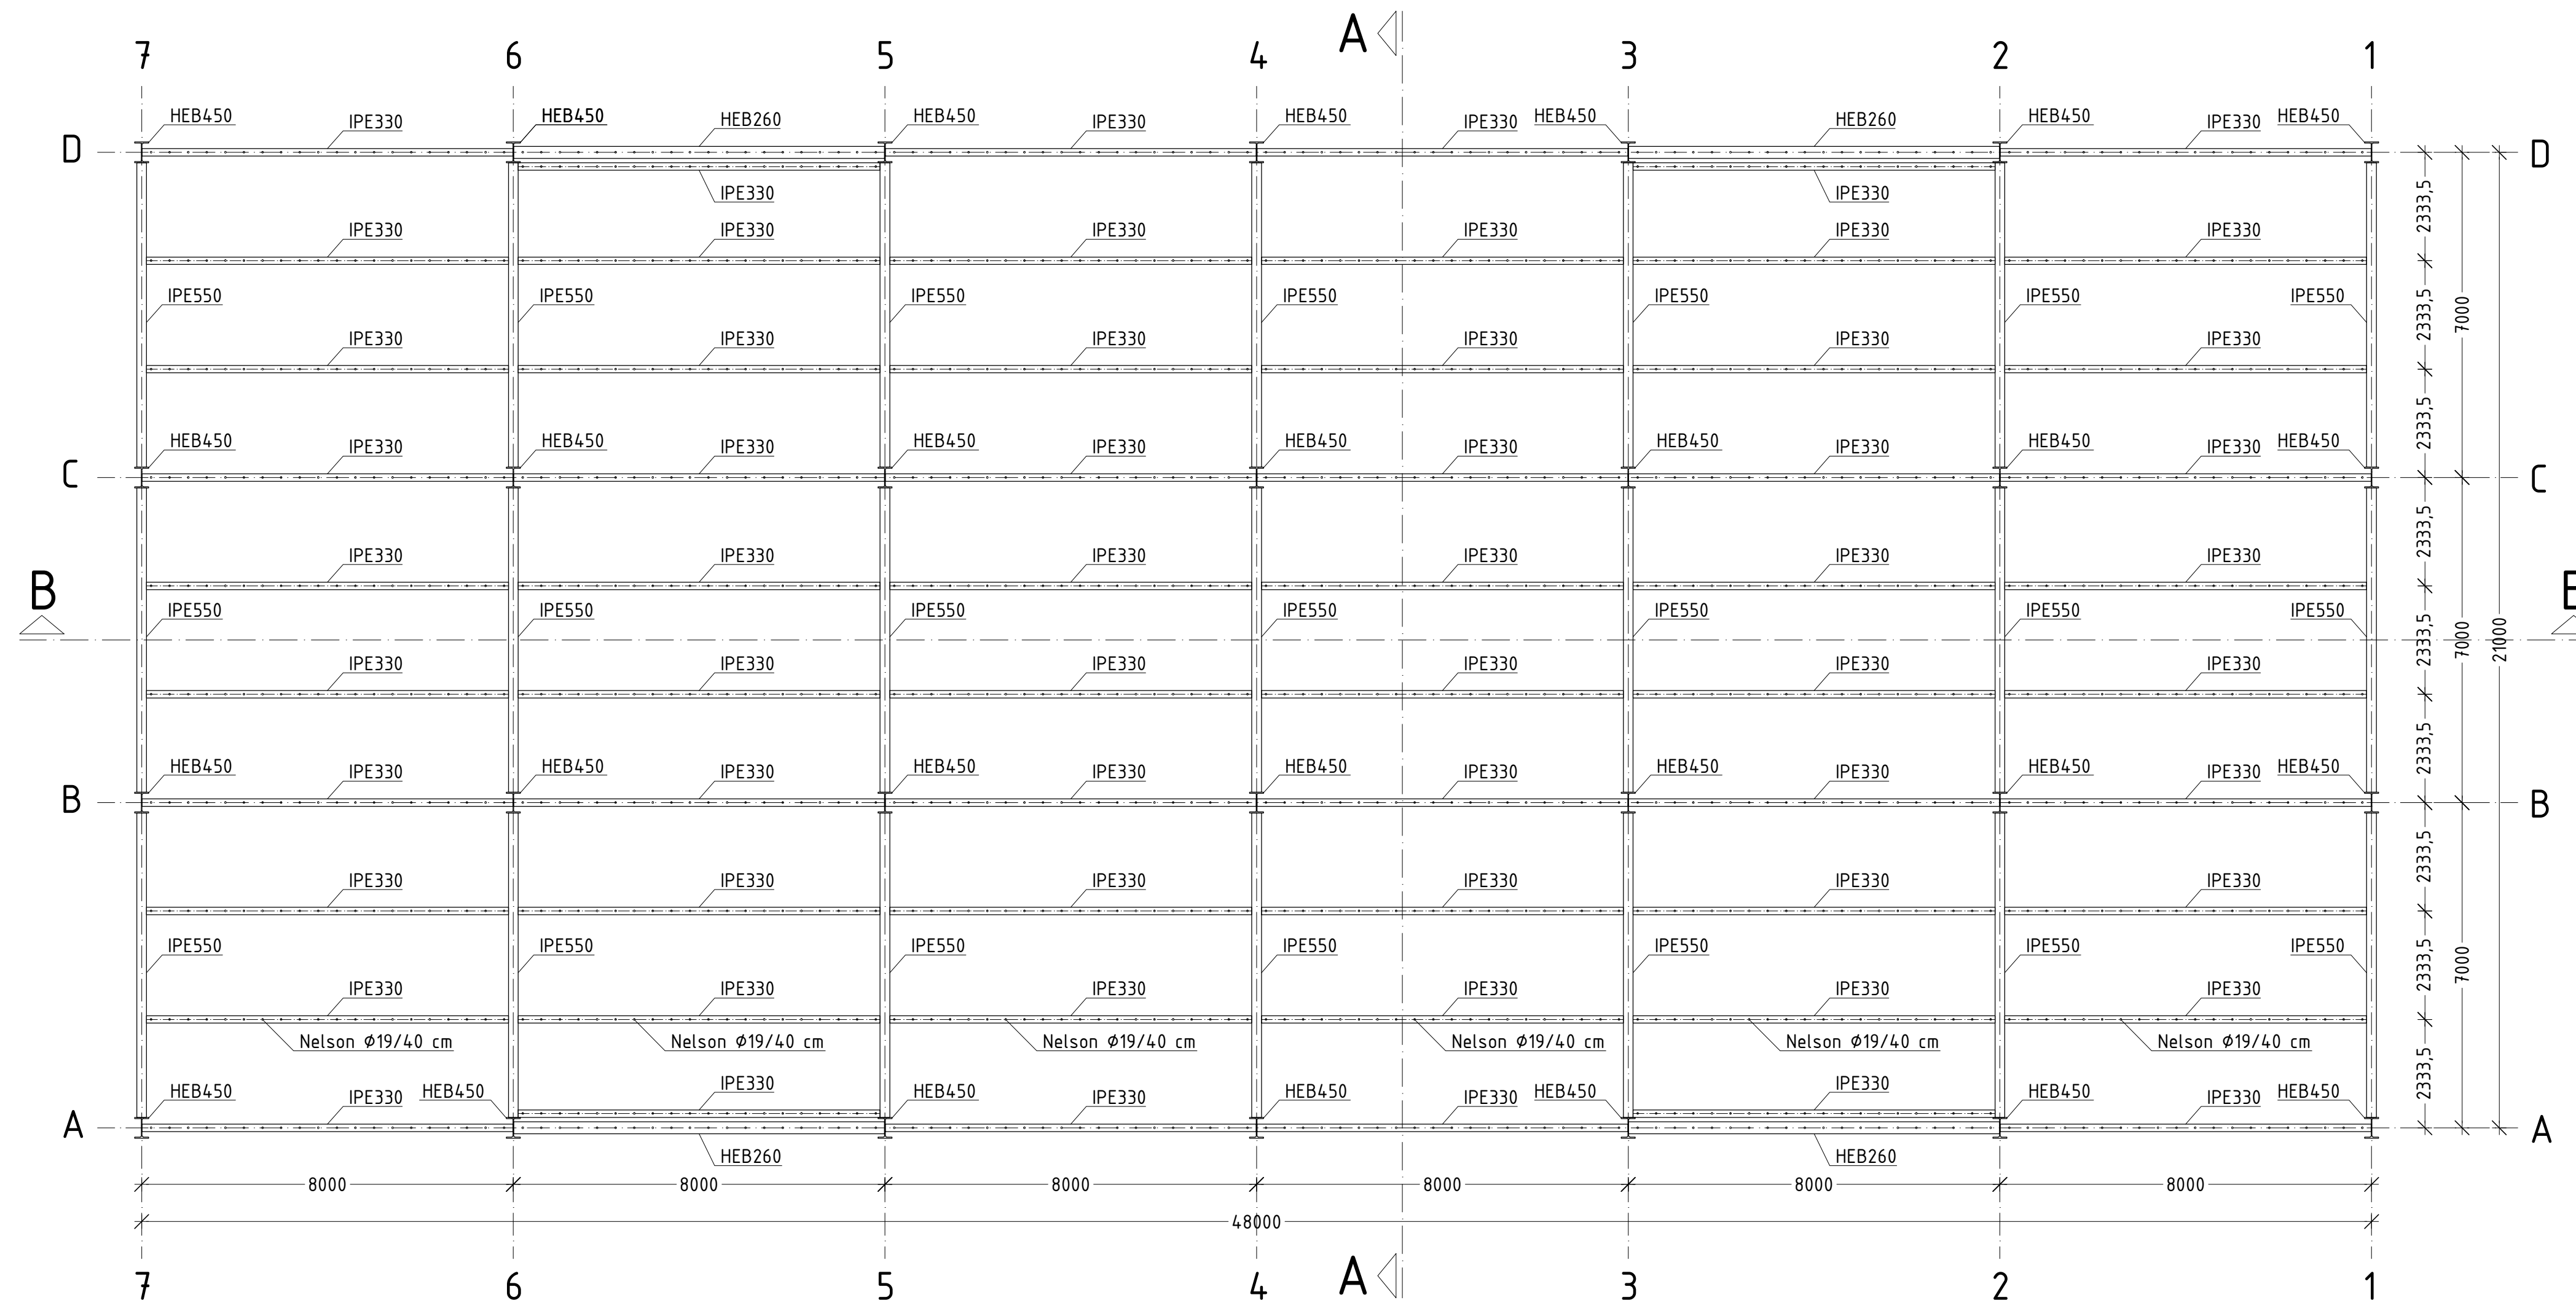 A
7 6 5 4 3 2 1
HEB450 IPE330 HEB450 HEB260 HEB450 IPE330 HEB450 IPE330 HEB450 HEB260 HEB450 IPE330 HEB450
D D
IPE330 IPE330
2333,5
IPE330 IPE330 IPE330 IPE330 IPE330 IPE330
IPE550 IPE550 IPE550 IPE550 IPE550 IPE550 IPE550
2333,5 7000
IPE330 IPE330 IPE330 IPE330 IPE330 IPE330
2333,5
HEB450 IPE330 HEB450 IPE330 HEB450 IPE330 HEB450 IPE330 HEB450 IPE330 HEB450 IPE330 HEB450
C C
2333,5
IPE330 IPE330 IPE330 IPE330 IPE330 IPE330
B
IPE550 IPE550 IPE550 IPE550 IPE550 IPE550 IPE550
2333,5 7000 21000
IPE330 IPE330 IPE330 IPE330 IPE330 IPE330
2333,5
HEB450 IPE330 HEB450 IPE330 HEB450 IPE330 HEB450 IPE330 HEB450 IPE330 HEB450 IPE330 HEB450
B B
2333,5
IPE330 IPE330 IPE330 IPE330 IPE330 IPE330
IPE550 IPE550 IPE550 IPE550 IPE550 IPE550 IPE550
2333,5 7000
IPE330 IPE330 IPE330 IPE330 IPE330 IPE330
Nelson Ø19/40 cm Nelson Ø19/40 cm Nelson Ø19/40 cm Nelson Ø19/40 cm Nelson Ø19/40 cm Nelson Ø19/40 cm
2333,5
IPE330 IPE330
HEB450 IPE330 HEB450 HEB450 IPE330 HEB450 IPE330 HEB450 HEB450 IPE330 HEB450
A A
HEB260 HEB260
8000 8000 8000 8000 8000 8000
48000
A
7 6 5 4 3 2 1